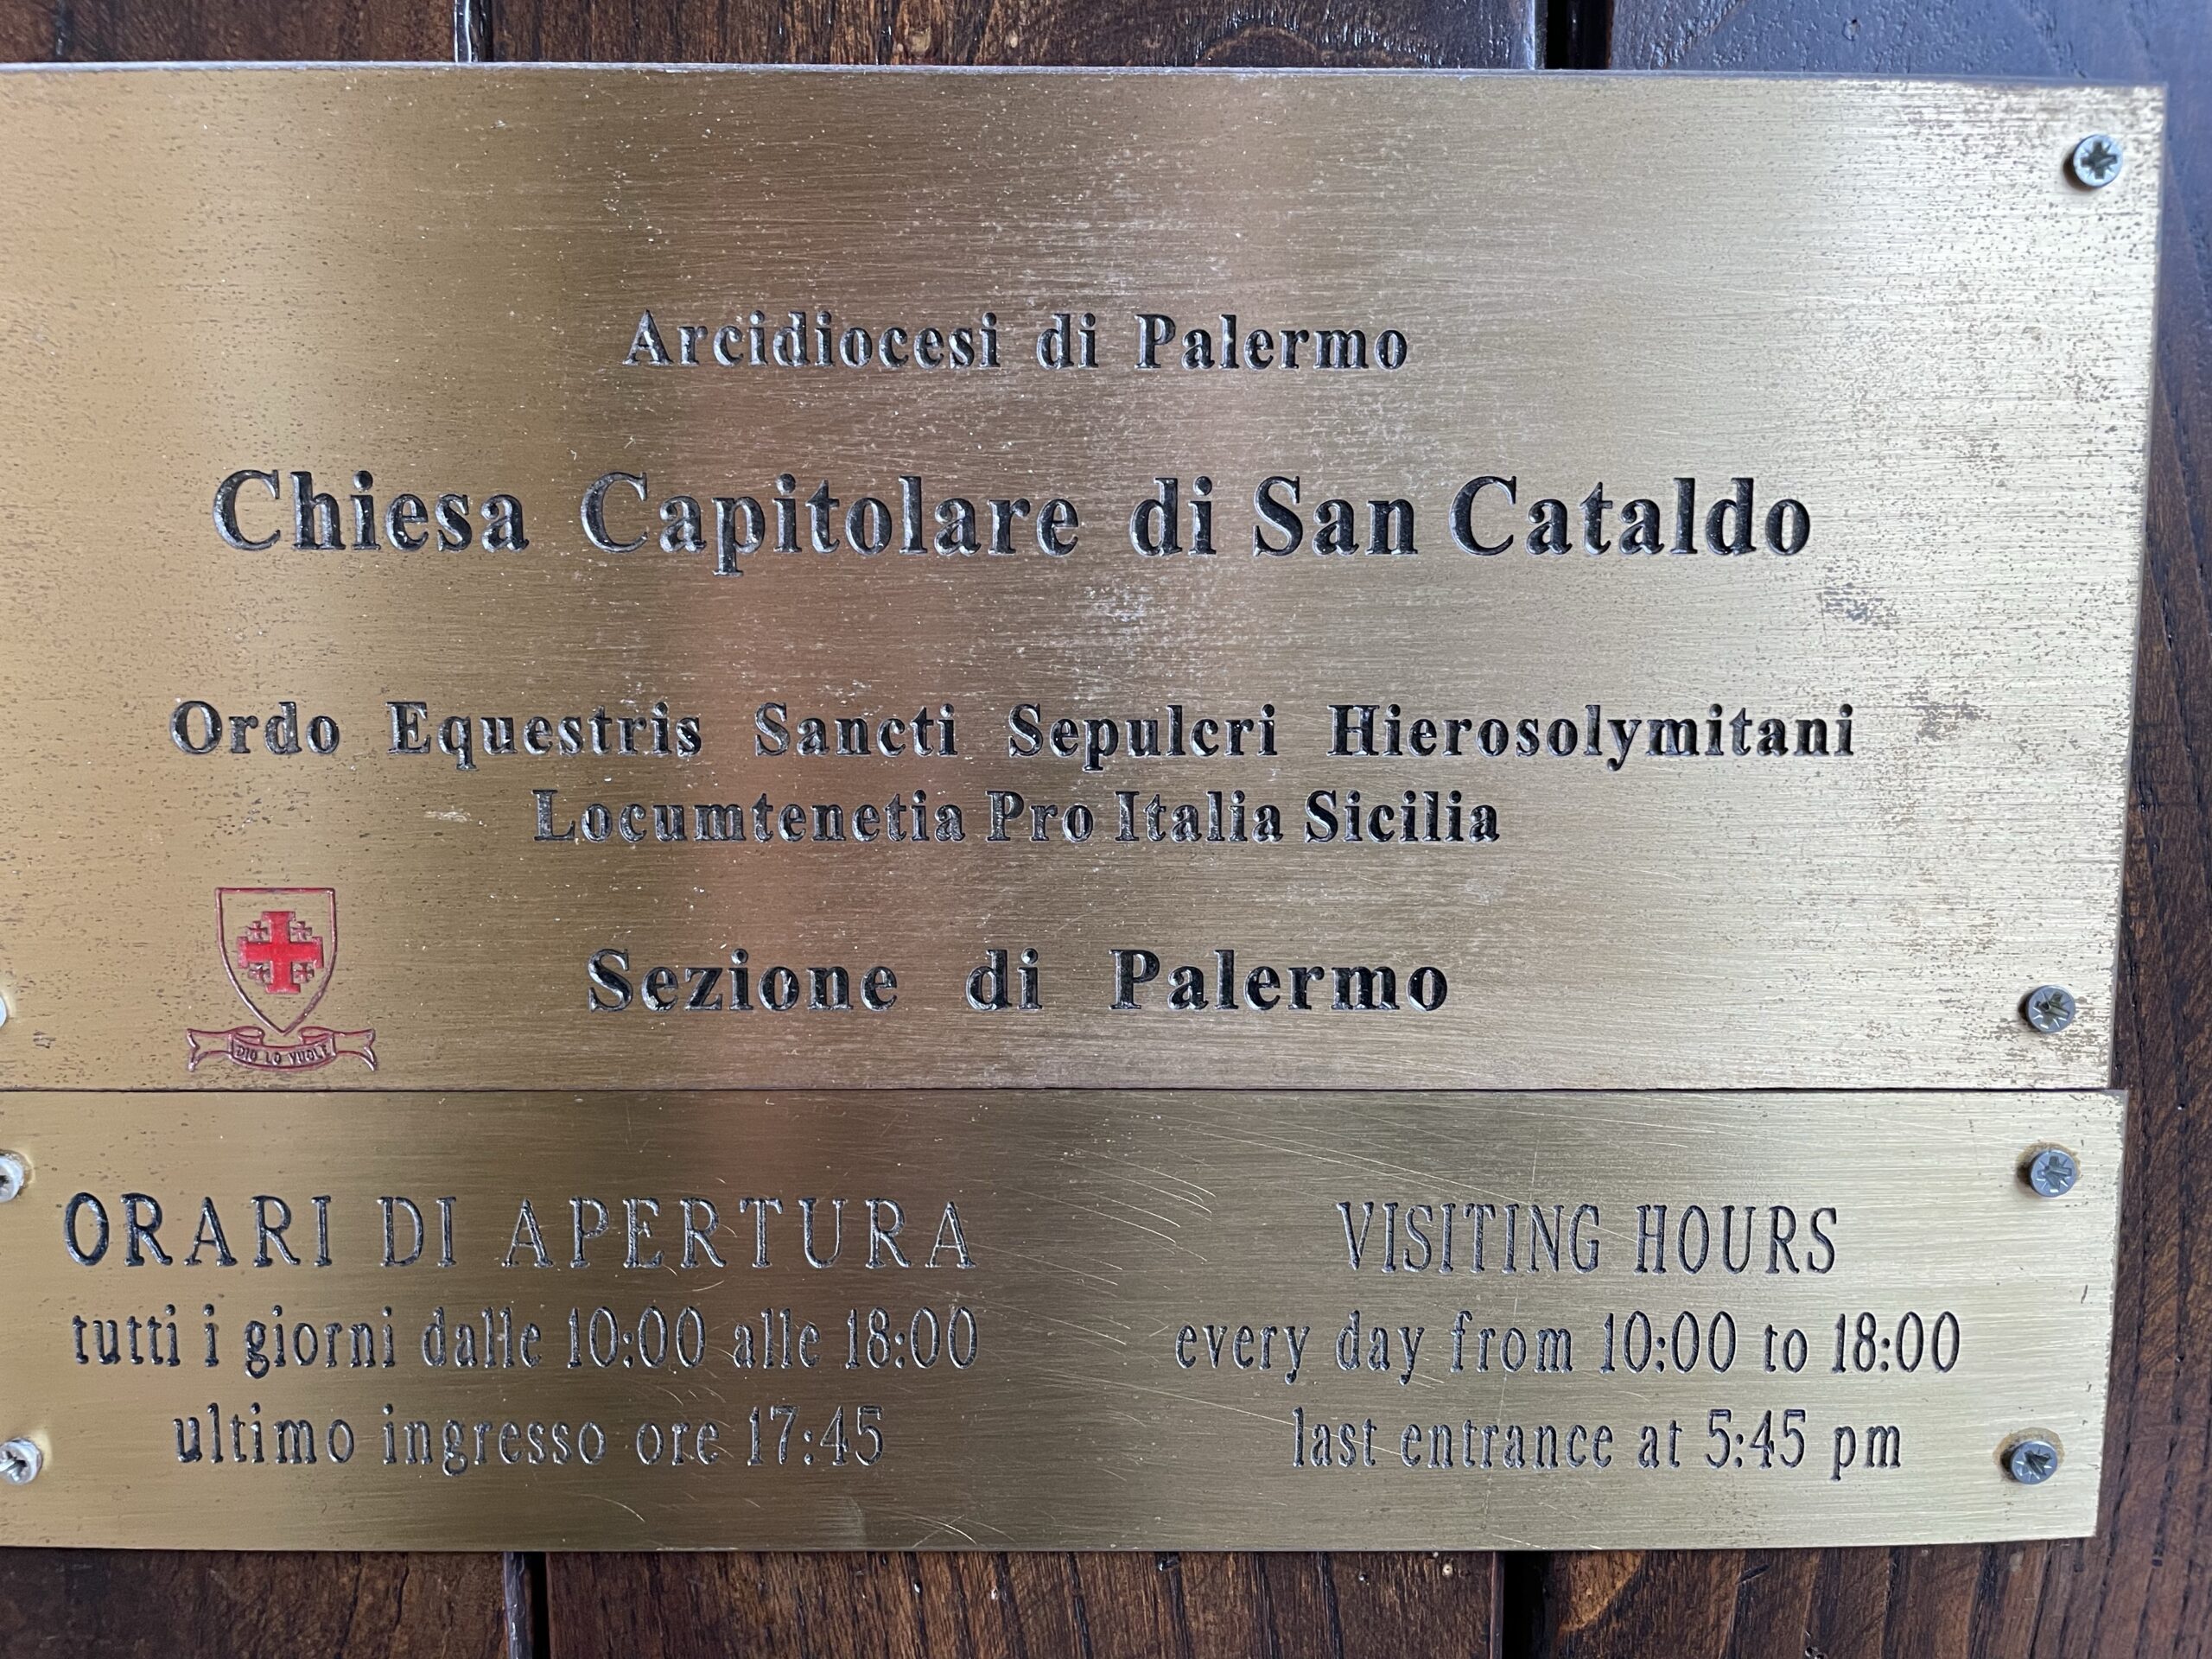 Arcidiocesi di Palermo
Chiesa Capitolare di San Cataldo
Ordo Equestris Sancti Sepulcri Hierosolymitani
Locumtenetia Pro Italia Sicilia
Sezione di Palermo
DIO LO VUOLE
ORARI DI APERTURA
tutti i giorni dalle 10:00 alle 18:00
ultimo ingresso ore 17:45
VISITING HOURS
every day from 10:00 to 18:00
last entrance at 5:45 pm